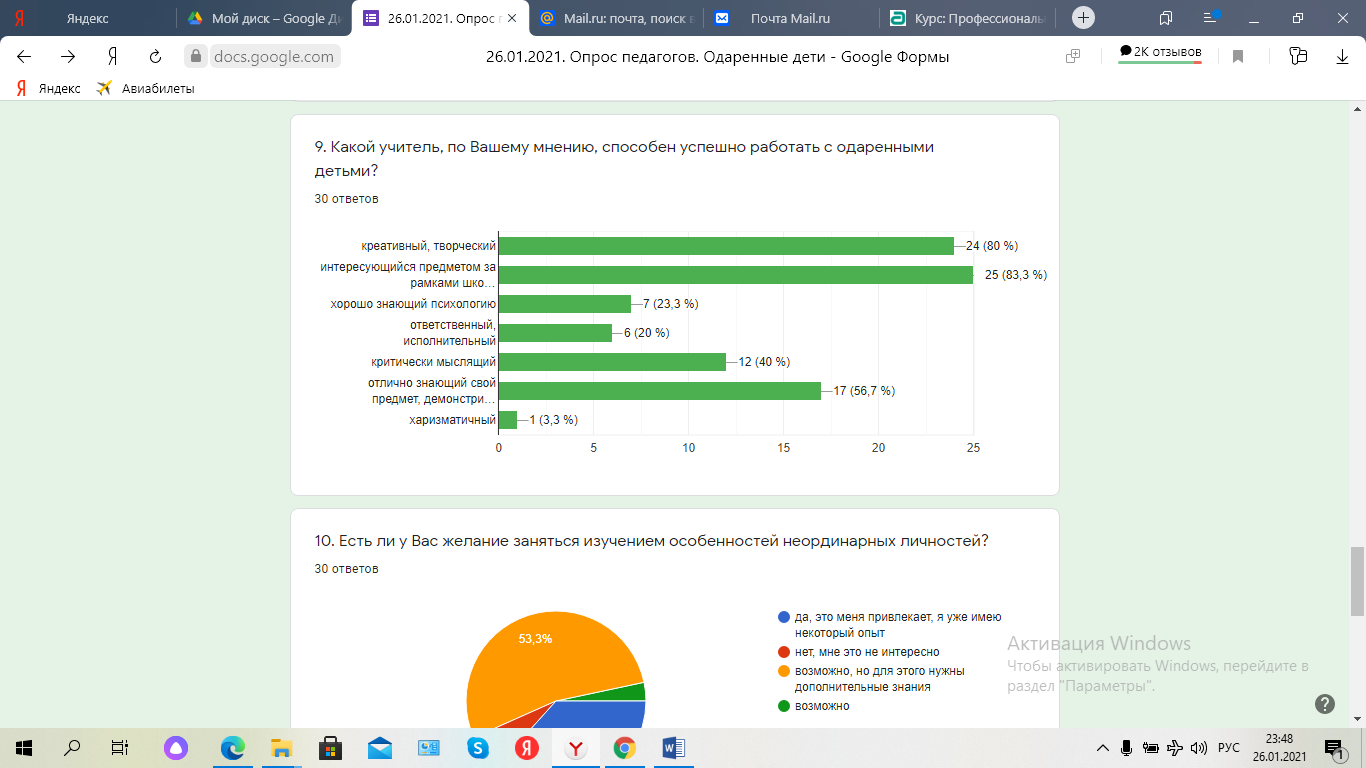 Яндекс
Мой диск – Google Ди
26.01.2021. Опрос п
Mail.ru: почта, поиск в
Почта Mail.ru
Курс: Профессиональ
docs.google.com
26.01.2021. Опрос педагогов. Одаренные дети - Google Формы
2К отзывов
Яндекс
Авиабилеты
9. Какой учитель, по Вашему мнению, способен успешно работать с одаренными
детьми?
30 ответов
креативный, творческий
24 (80 %)
интересующийся предметом за
рамками шко…
25 (83,3 %)
хорошо знающий психологию
7 (23,3 %)
ответственный,
исполнительный
6 (20 %)
критически мыслящий
12 (40 %)
отлично знающий свой
предмет, демонстри…
17 (56,7 %)
харизматичный
1 (3,3 %)
0 5 10 15 20 25
10. Есть ли у Вас желание заняться изучением особенностей неординарных личностей?
30 ответов
53,3%
да, это меня привлекает, я уже имею
некоторый опыт
нет, мне это не интересно
возможно, но для этого нужны
дополнительные знания
возможно
Активация Windows
Чтобы активировать Windows, перейдите в
раздел "Параметры".
РУС
23:48
26.01.2021
1